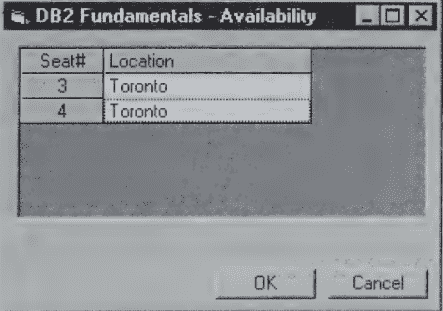 DB2 Fundamentals - Availability
Seat# Location
3 Toronto
4 Toronto
OK Cancel